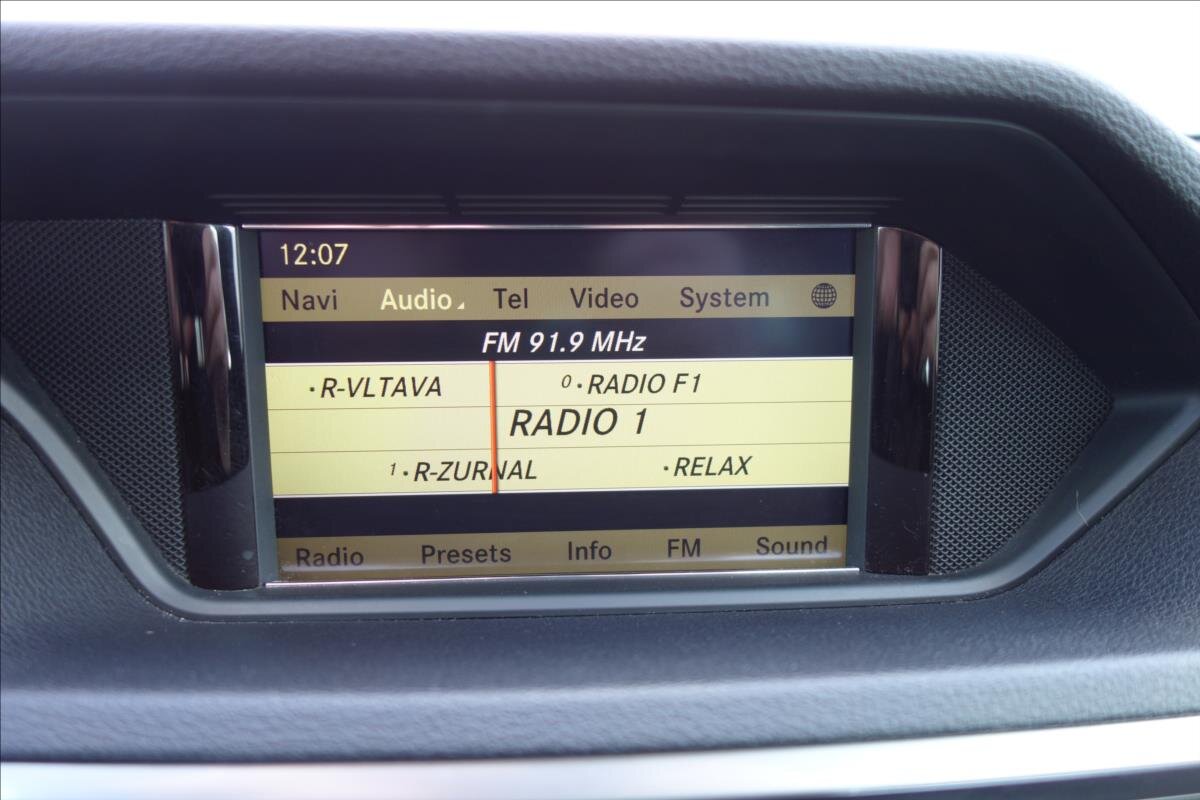 12:07
Navi Audio Tel Video System
FM 91.9 MHz
·R-VLTAVA 0·RADIO F1
RADIO 1
1·R-ZURNAL ·RELAX
Radio Presets Info FM Sound